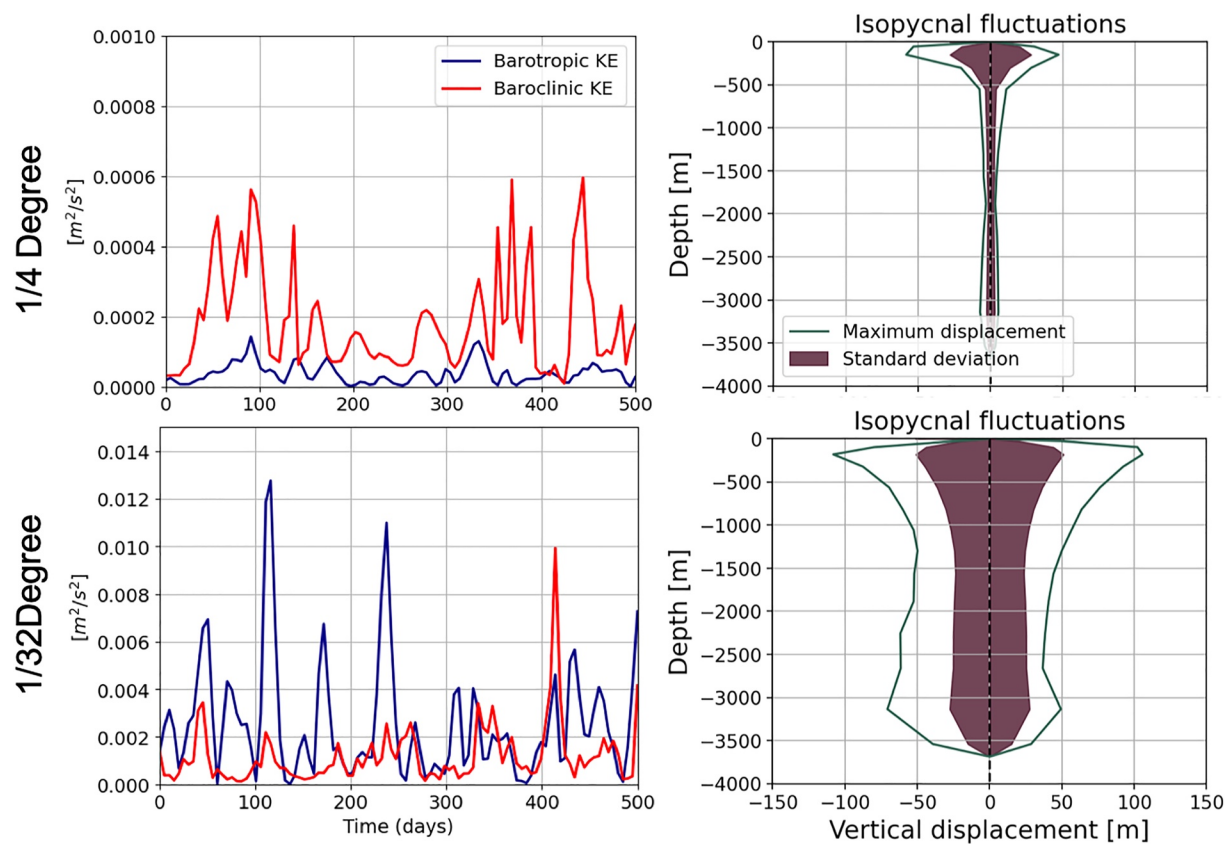 1/4 Degree
[m²/s²]
0.0010
0.0008
0.0006
0.0004
0.0002
0.0000
0 100 200 300 400 500
Barotropic KE
Baroclinic KE
Isopycnal fluctuations
Depth [m]
0
−500
−1000
−1500
−2000
−2500
−3000
−3500
−4000
Maximum displacement
Standard deviation
1/32Degree
[m²/s²]
0.014
0.012
0.010
0.008
0.006
0.004
0.002
0.000
0 100 200 300 400 500
Time (days)
Isopycnal fluctuations
Depth [m]
0
−500
−1000
−1500
−2000
−2500
−3000
−3500
−4000
−150 −100 −50 0 50 100 150
Vertical displacement [m]